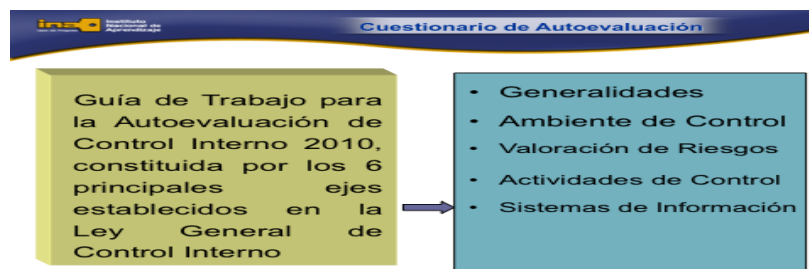 ina
Instituto
Nacional de
Aprendizaje
Cuestionario de Autoevaluación
Guía de Trabajo para
la Autoevaluación de
Control Interno 2010,
constituida por los 6
principales ejes
establecidos en la
Ley General de
Control Interno
• Generalidades
• Ambiente de Control
• Valoración de Riesgos
• Actividades de Control
• Sistemas de Información